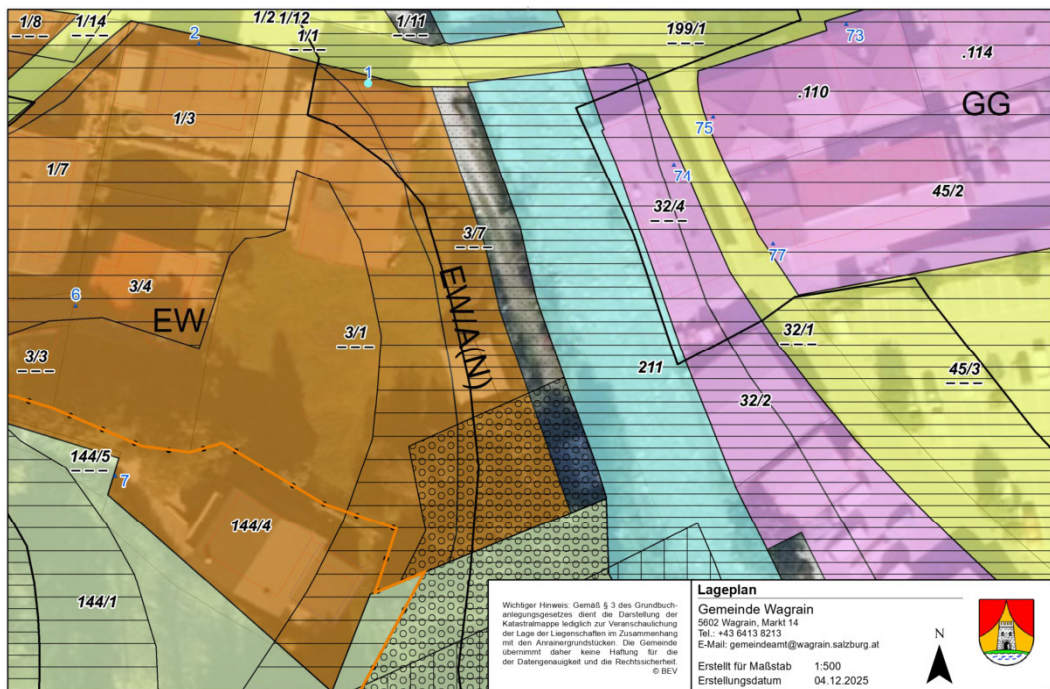 1/8
1/14
1/2 1/12
1/1
1/11
199/1
73
.114
2
1
.110
GG
1/3
75
1/7
74
45/2
32/4
3/7
77
3/4
6
EW
EW/A(N)
3/1
32/1
3/3
211
45/3
32/2
144/5
7
144/4
144/1
Wichtiger Hinweis: Gemäß § 3 des Grundbuch-
anlegungsgesetzes dient die Darstellung der
Katastralmappe lediglich zur Veranschaulichung
der Lage der Liegenschaften im Zusammenhang
mit den Anrainergrundstücken. Die Gemeinde
übernimmt daher keine Haftung für die
der Datengenauigkeit und die Rechtssicherheit.
© BEV
Lageplan
Gemeinde Wagrain
5602 Wagrain, Markt 14
Tel.: +43 6413 8213
E-Mail: gemeindeamt@wagrain.salzburg.at
Erstellt für Maßstab 1:500
Erstellungsdatum 04.12.2025
N